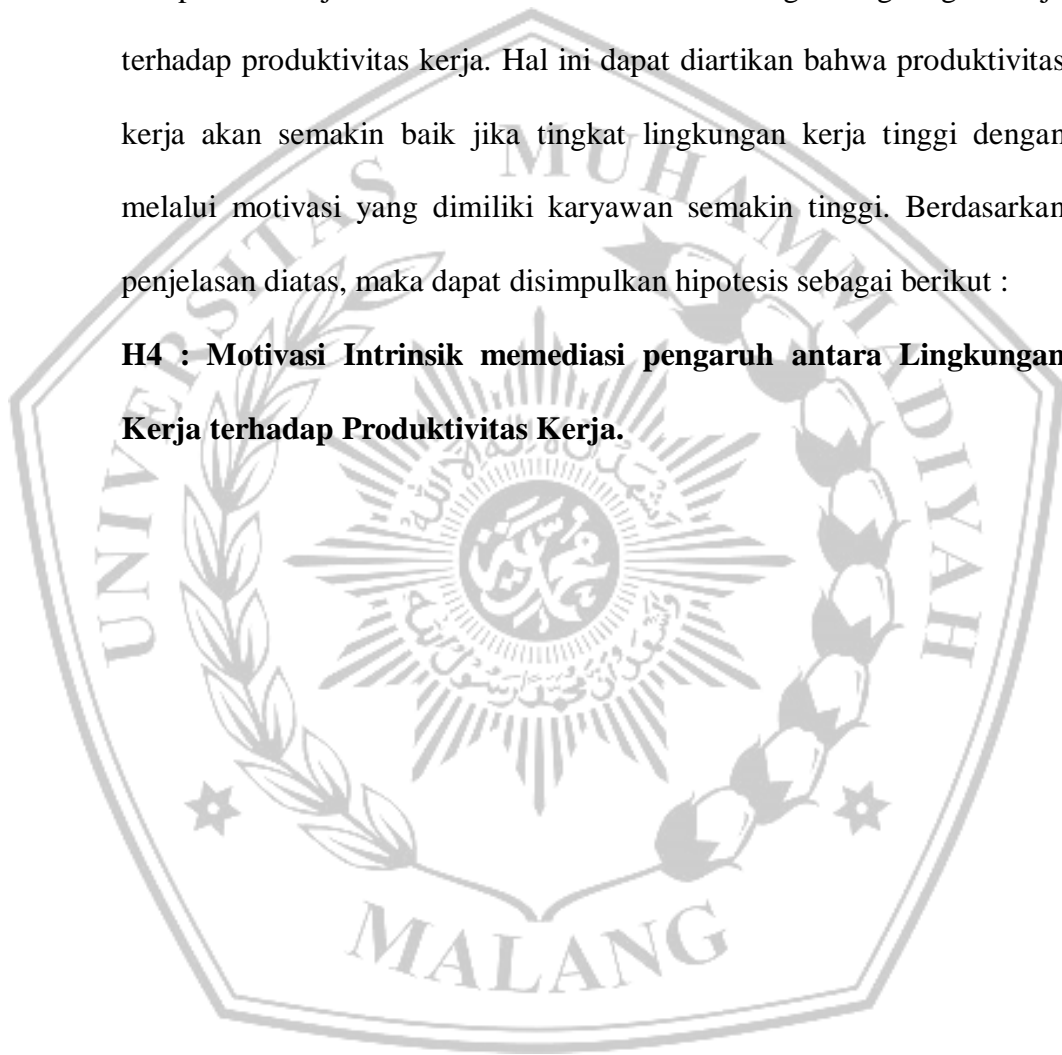 terhadap produktivitas kerja. Hal ini dapat diartikan bahwa produktivitas
kerja akan semakin baik jika tingkat lingkungan kerja tinggi dengan
melalui motivasi yang dimiliki karyawan semakin tinggi. Berdasarkan
penjelasan diatas, maka dapat disimpulkan hipotesis sebagai berikut :
H4 : Motivasi Intrinsik memediasi pengaruh antara Lingkungan
Kerja terhadap Produktivitas Kerja.
UNIVERSITAS MUHAMMADIYAH
MALANG